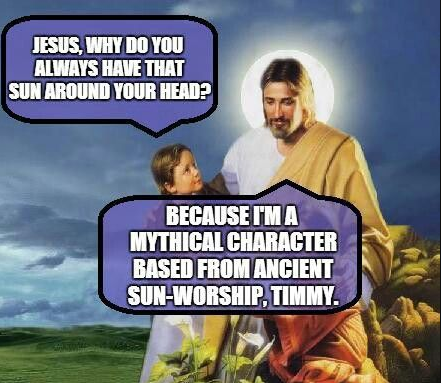 JESUS, WHY DO YOU
ALWAYS HAVE THAT
SUN AROUND YOUR HEAD?
BECAUSE I'M A
MYTHICAL CHARACTER
BASED FROM ANCIENT
SUN-WORSHIP, TIMMY.